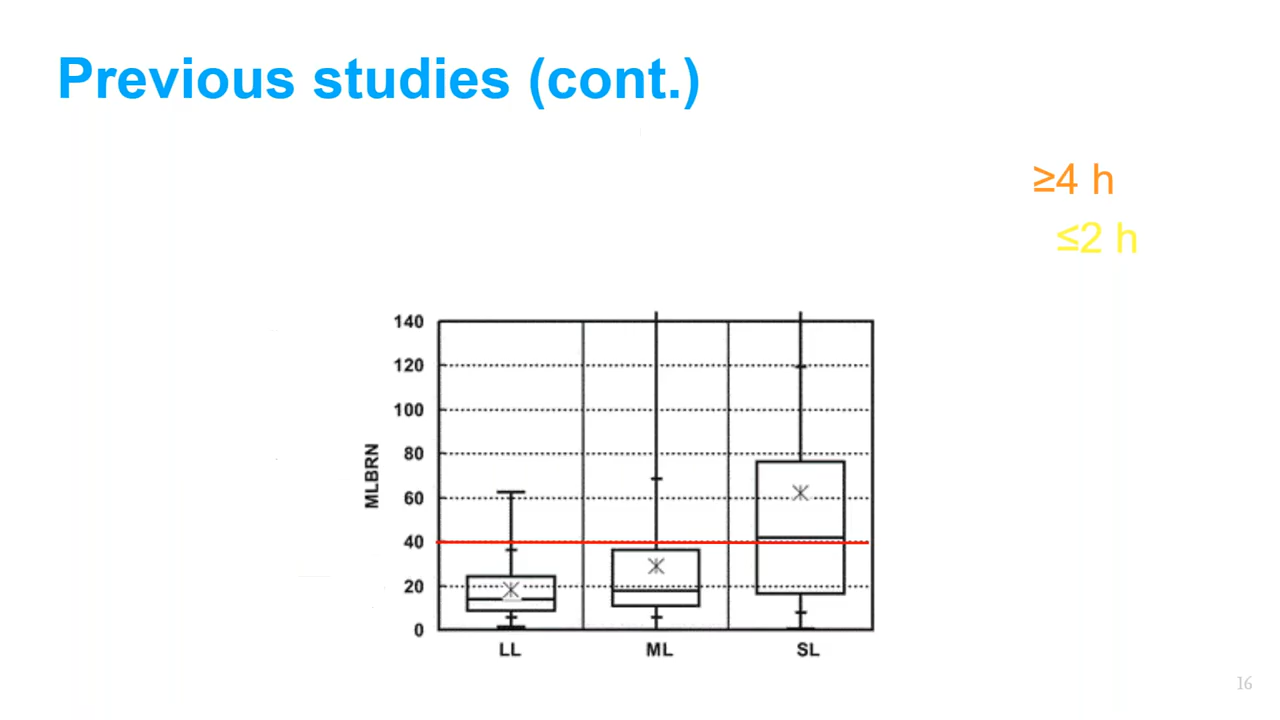 Previous studies (cont.)
≥4 h
≤2 h
140
120
100
80
60
40
20
0
MLBRN
LL
ML
SL
16